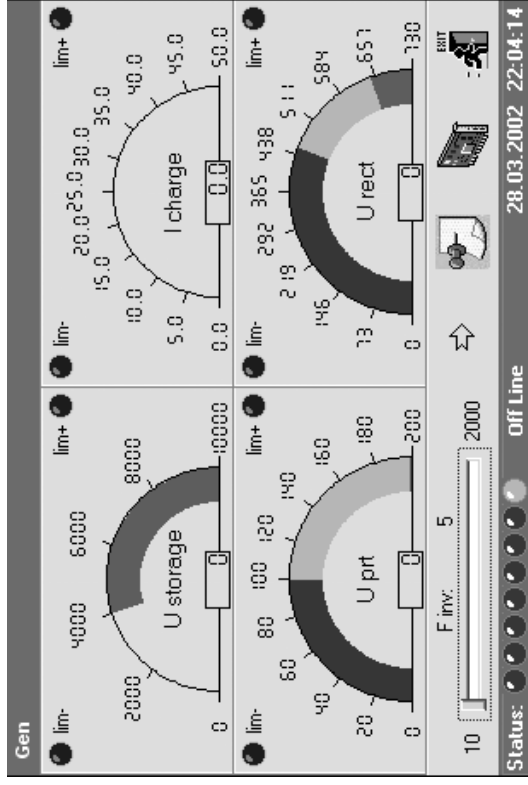 Gen
lim-
lim+
0
2000
4000
6000
8000
10000
U storage
0
lim-
lim+
0.0
5.0
10.0
15.0
20.0
25.0
30.0
35.0
40.0
45.0
50.0
I charge
0.0
lim-
lim+
0
20
40
60
80
100
120
140
160
180
200
U prt
0
lim-
lim+
0
73
146
219
292
365
438
511
584
657
730
U rect
0
F inv: 5
10
2000
EXIT
Status: Off Line 28.03.2002 22:04:14